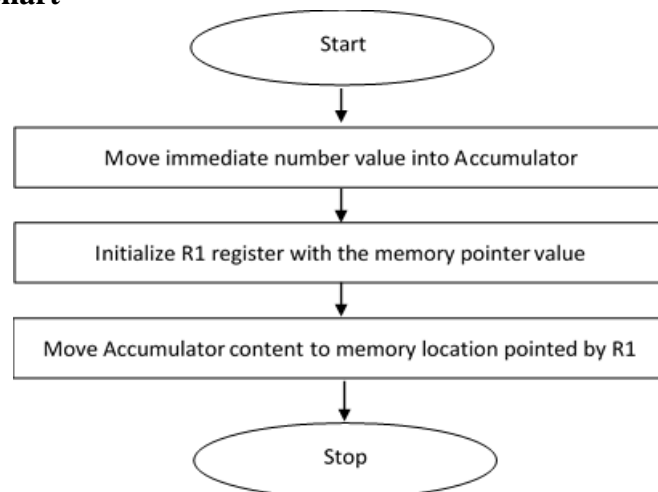 Start
Move immediate number value into Accumulator
Initialize R1 register with the memory pointer value
Move Accumulator content to memory location pointed by R1
Stop